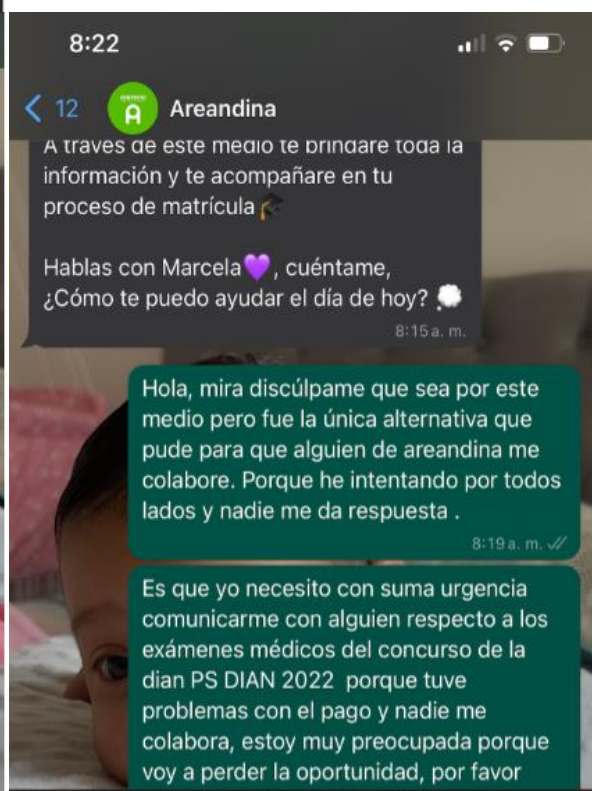 8:22
12 Areandina
A través de este medio te brindare toda la
información y te acompañare en tu
proceso de matrícula🎓
Hablas con Marcela💜, cuéntame,
¿Cómo te puedo ayudar el día de hoy? 💭
8:15 a. m.
Hola, mira discúlpame que sea por este
medio pero fue la única alternativa que
pude para que alguien de areandina me
colabore. Porque he intentando por todos
lados y nadie me da respuesta .
8:19 a. m.
Es que yo necesito con suma urgencia
comunicarme con alguien respecto a los
exámenes médicos del concurso de la
dian PS DIAN 2022 porque tuve
problemas con el pago y nadie me
colabora, estoy muy preocupada porque
voy a perder la oportunidad, por favor